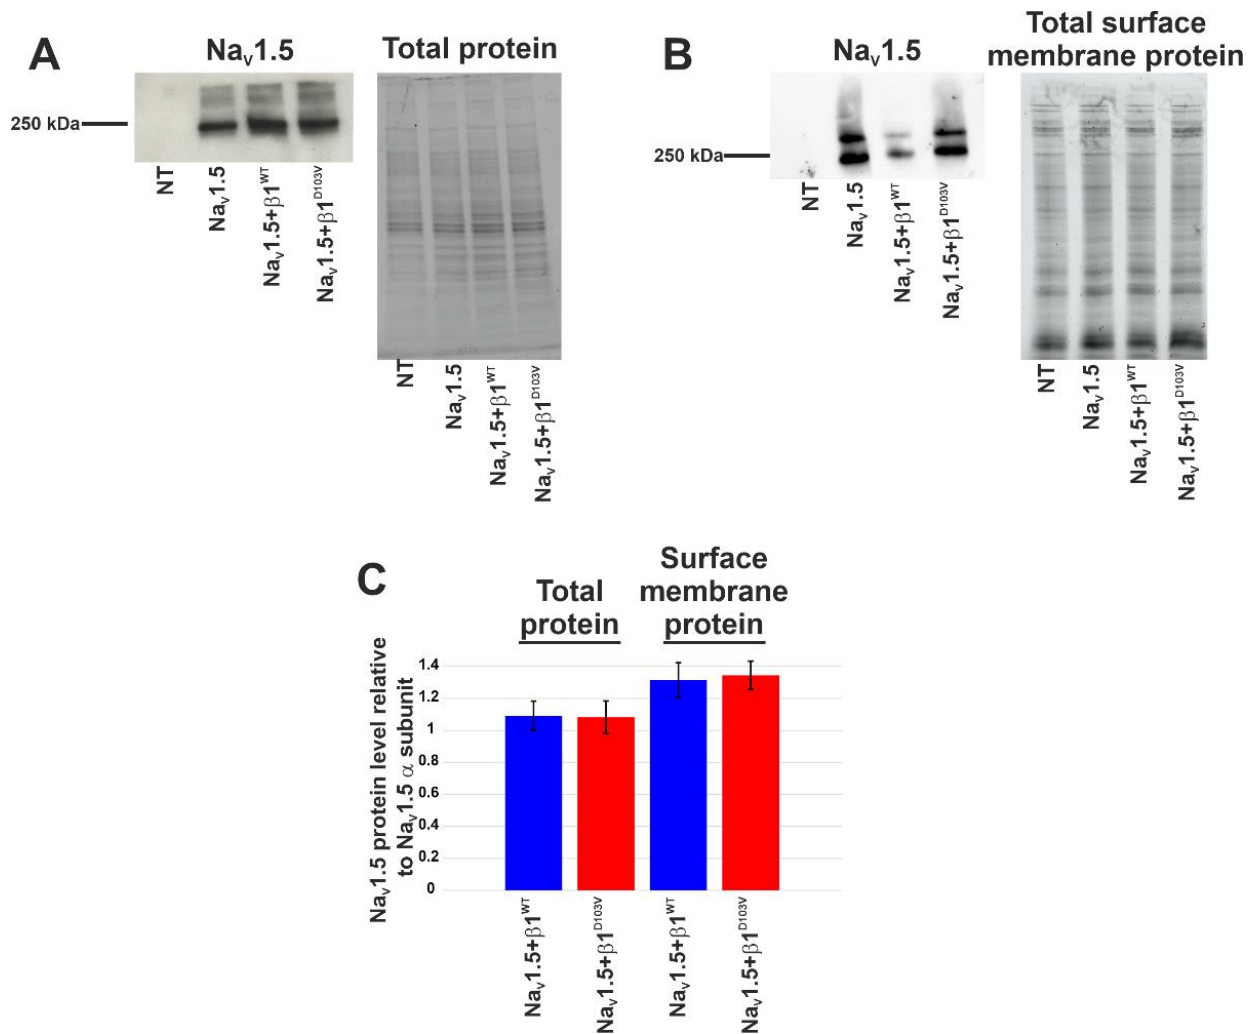 A
Naᵥ1.5
Total protein
250 kDa
NT
Naᵥ1.5
Naᵥ1.5+β1ᵂᵀ
Naᵥ1.5+β1ᴰ¹⁰³ⱽ
NT
Naᵥ1.5
Naᵥ1.5+β1ᵂᵀ
Naᵥ1.5+β1ᴰ¹⁰³ⱽ
B
Naᵥ1.5
Total surface
membrane protein
250 kDa
NT
Naᵥ1.5
Naᵥ1.5+β1ᵂᵀ
Naᵥ1.5+β1ᴰ¹⁰³ⱽ
NT
Naᵥ1.5
Naᵥ1.5+β1ᵂᵀ
Naᵥ1.5+β1ᴰ¹⁰³ⱽ
C
Total
protein
Surface
membrane
protein
Naᵥ1.5 protein level relative
to Naᵥ1.5 α subunit
1.4
1.2
1
0.8
0.6
0.4
0.2
0
Naᵥ1.5+β1ᵂᵀ
Naᵥ1.5+β1ᴰ¹⁰³ⱽ
Naᵥ1.5+β1ᵂᵀ
Naᵥ1.5+β1ᴰ¹⁰³ⱽ